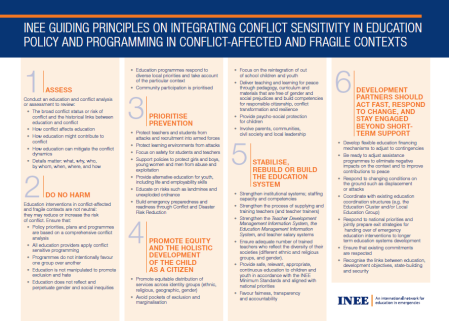 INEE GUIDING PRINCIPLES ON INTEGRATING CONFLICT SENSITIVITY IN EDUCATION
POLICY AND PROGRAMMING IN CONFLICT-AFFECTED AND FRAGILE CONTEXTS
1
ASSESS
Conduct an education and conflict analysis
or assessment to review:
• The broad conflict status or risk of
conflict and the historical links between
education and conflict
• How conflict affects education
• How education might contribute to
conflict
• How education can mitigate the conflict
dynamics
• Details matter: what, why, who,
by whom, when, where, and how
2
DO NO HARM
Education interventions in conflict-affected
and fragile contexts are not neutral;
they may reduce or increase the risk
of conflict. Ensure that:
• Policy priorities, plans and programmes
are based on a comprehensive conflict
analysis
• All education providers apply conflict
sensitive programming
• Programmes do not intentionally favour
one group over another
• Education is not manipulated to promote
exclusion and hate
• Education does not reflect and
perpetuate gender and social inequities
• Education programme respond to
diverse local priorities and take account
of the particular context
• Community participation is prioritised
3
PRIORITISE
PREVENTION
• Protect teachers and students from
attacks and recruitment into armed forces
• Protect learning environments from attacks
• Focus on safety for students and teachers
• Support policies to protect girls and boys,
young women and men from abuse and
exploitation
• Provide alternative education for youth,
including life and employability skills
• Educate on risks such as landmines and
unexploded ordnance
• Build emergency preparedness and
readiness through Conflict and Disaster
Risk Reduction
4
PROMOTE EQUITY
AND THE HOLISTIC
DEVELOPMENT
OF THE CHILD
AS A CITIZEN
• Promote equitable distribution of
services across identity groups (ethnic,
religious, geographic, gender)
• Avoid pockets of exclusion and
marginalisation
• Focus on the reintegration of out
of school children and youth
• Deliver teaching and learning for peace
through pedagogy, curriculum and
materials that are free of gender and
social prejudices and build competencies
for responsible citizenship, conflict
transformation and resilience
• Provide psycho-social protection
for children
• Involve parents, communities,
civil society and local leadership
5
STABILISE,
REBUILD OR BUILD
THE EDUCATION
SYSTEM
• Strengthen institutional systems; staffing
capacity and competencies
• Strengthen the process of supplying and
training teachers (and teacher trainers)
• Strengthen the Teacher Development
Management Information System, the
Education Management Information
System, and teacher salary systems
• Ensure adequate number of trained
teachers who reflect the diversity of their
societies (different ethnic and religious
groups, and gender).
• Provide safe, relevant, appropriate,
continuous education to children and
youth in accordance with the INEE
Minimum Standards and aligned with
national priorities
• Favour fairness, transparency
and accountability
6
DEVELOPMENT
PARTNERS SHOULD
ACT FAST, RESPOND
TO CHANGE, AND
STAY ENGAGED
BEYOND SHORT-
TERM SUPPORT
• Develop flexible education financing
mechanisms to adjust to contingencies
• Be ready to adjust assistance
programmes to eliminate negative
impacts on the context and to improve
contributions to peace
• Respond to changing conditions on
the ground such as displacement
or attacks
• Coordinate with existing education
coordination structures (e.g. the
Education Cluster and/or Local
Education Group)
• Respond to national priorities and
jointly prepare exit strategies for
handing over of emergency
education interventions to longer
term education systems development
• Ensure that existing commitments
are respected
• Recognise the links between education,
development objectives, state-building
and security
INEE An international network for
education in emergencies